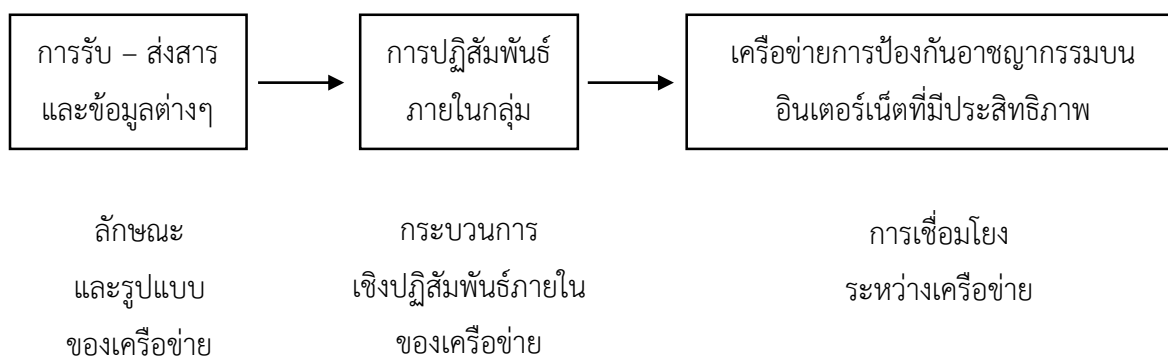 การรับ – ส่งสาร
และข้อมูลต่างๆ
การปฏิสัมพันธ์
ภายในกลุ่ม
เครือข่ายการป้องกันอาชญากรรมบน
อินเตอร์เน็ตที่มีประสิทธิภาพ
ลักษณะ
และรูปแบบ
ของเครือข่าย
กระบวนการ
เชิงปฏิสัมพันธ์ภายใน
ของเครือข่าย
การเชื่อมโยง
ระหว่างเครือข่าย